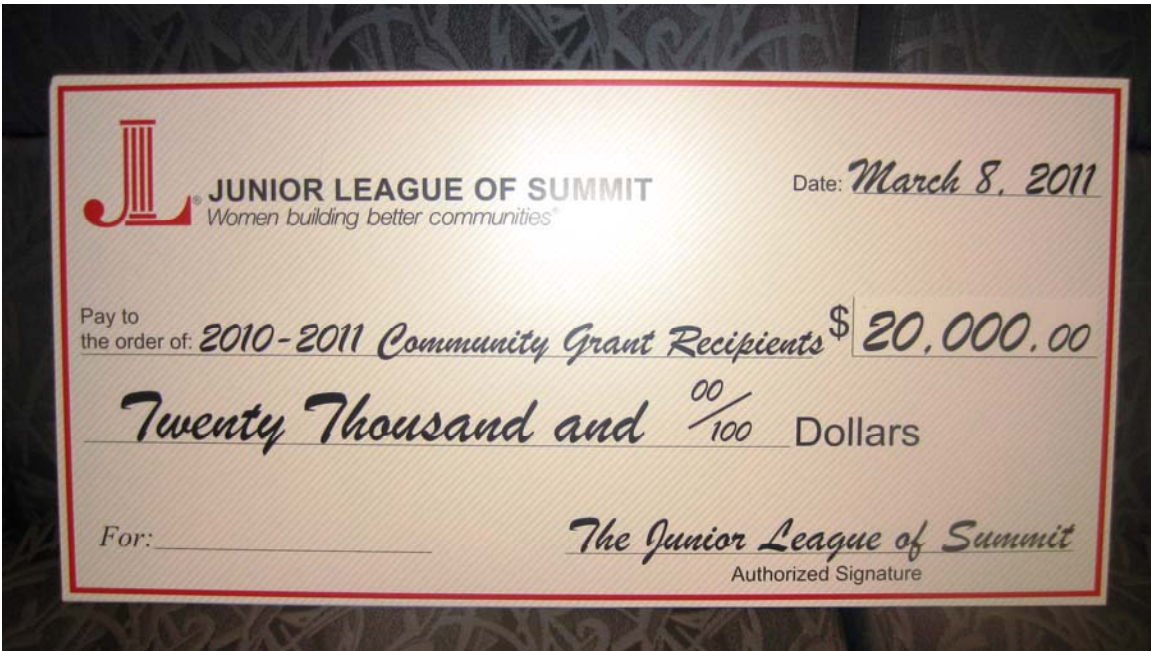 JL®
JUNIOR LEAGUE OF SUMMIT
Women building better communities®
Date: March 8, 2011
Pay to
the order of: 2010-2011 Community Grant Recipients $ 20,000.00
Twenty Thousand and 00/100 Dollars
For:
The Junior League of Summit
Authorized Signature